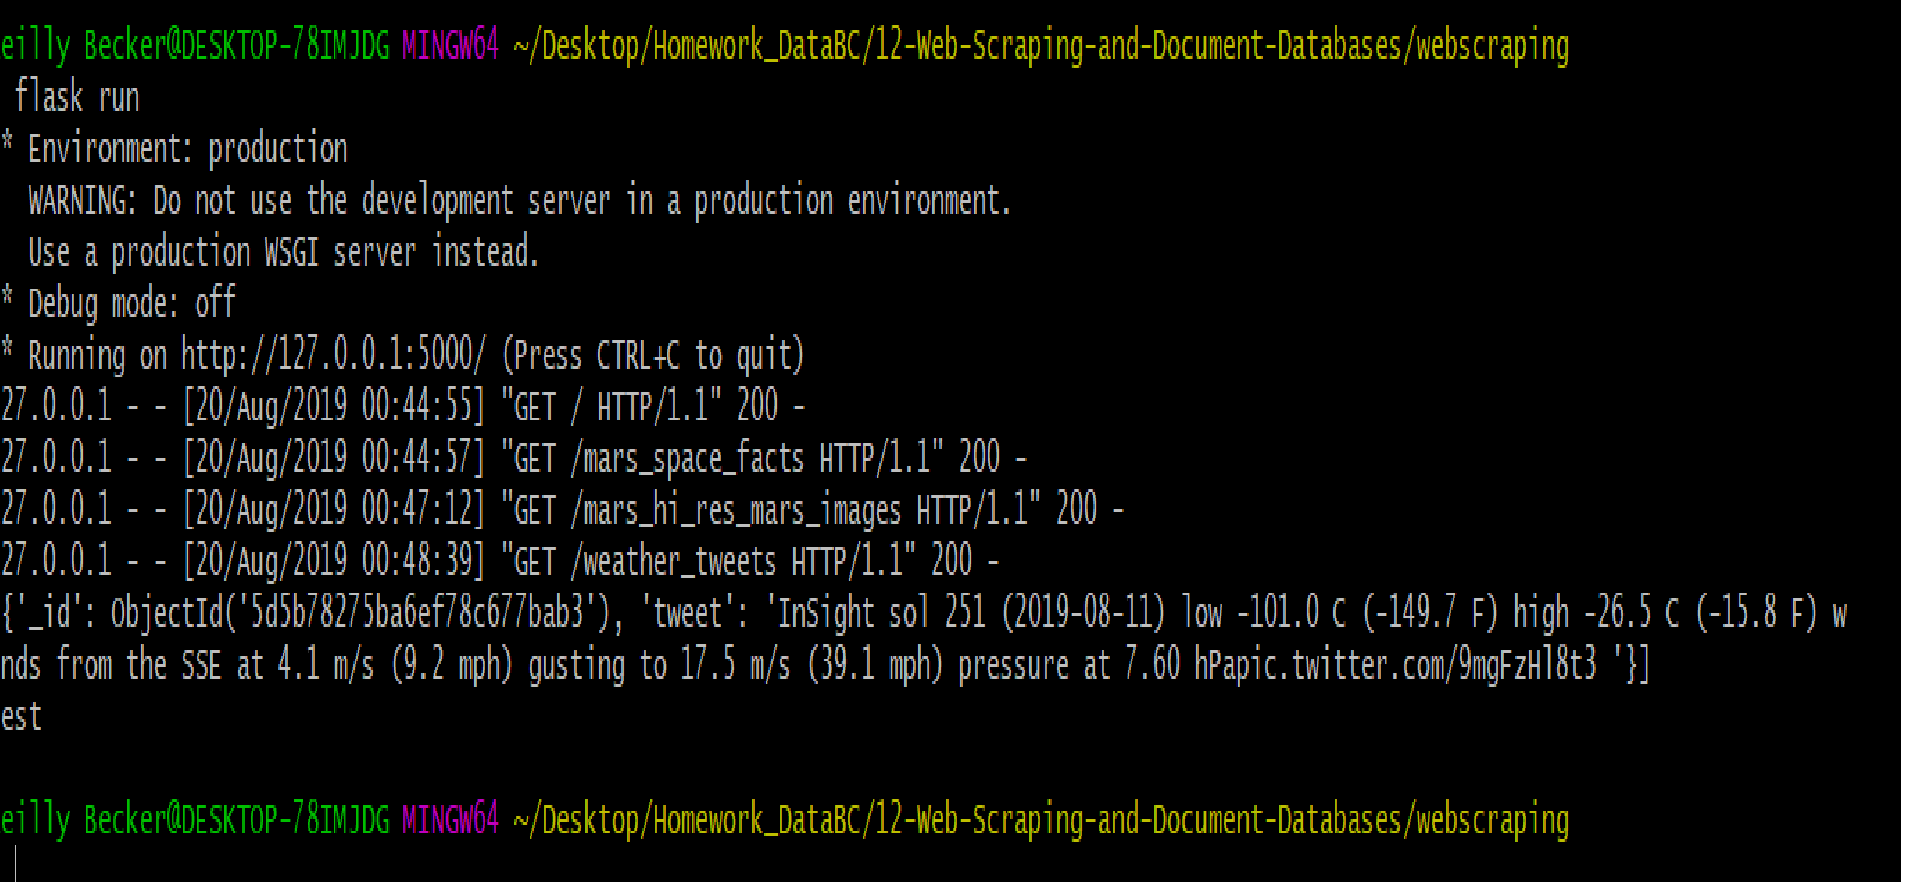 eilly Becker@DESKTOP-78IMJDG MINGW64 ~/Desktop/Homework_DataBC/12-Web-Scraping-and-Document-Databases/webscraping
flask run
* Environment: production
WARNING: Do not use the development server in a production environment.
Use a production WSGI server instead.
* Debug mode: off
* Running on http://127.0.0.1:5000/ (Press CTRL+C to quit)
27.0.0.1 - - [20/Aug/2019 00:44:55] "GET / HTTP/1.1" 200 -
27.0.0.1 - - [20/Aug/2019 00:44:57] "GET /mars_space_facts HTTP/1.1" 200 -
27.0.0.1 - - [20/Aug/2019 00:47:12] "GET /mars_hi_res_mars_images HTTP/1.1" 200 -
27.0.0.1 - - [20/Aug/2019 00:48:39] "GET /weather_tweets HTTP/1.1" 200 -
{'_id': ObjectId('5d5b78275ba6ef78c677bab3'), 'tweet': 'InSight sol 251 (2019-08-11) low -101.0 C (-149.7 F) high -26.5 C (-15.8 F) w
nds from the SSE at 4.1 m/s (9.2 mph) gusting to 17.5 m/s (39.1 mph) pressure at 7.60 hPapic.twitter.com/9mgFzHl8t3 '}]
est
eilly Becker@DESKTOP-78IMJDG MINGW64 ~/Desktop/Homework_DataBC/12-Web-Scraping-and-Document-Databases/webscraping